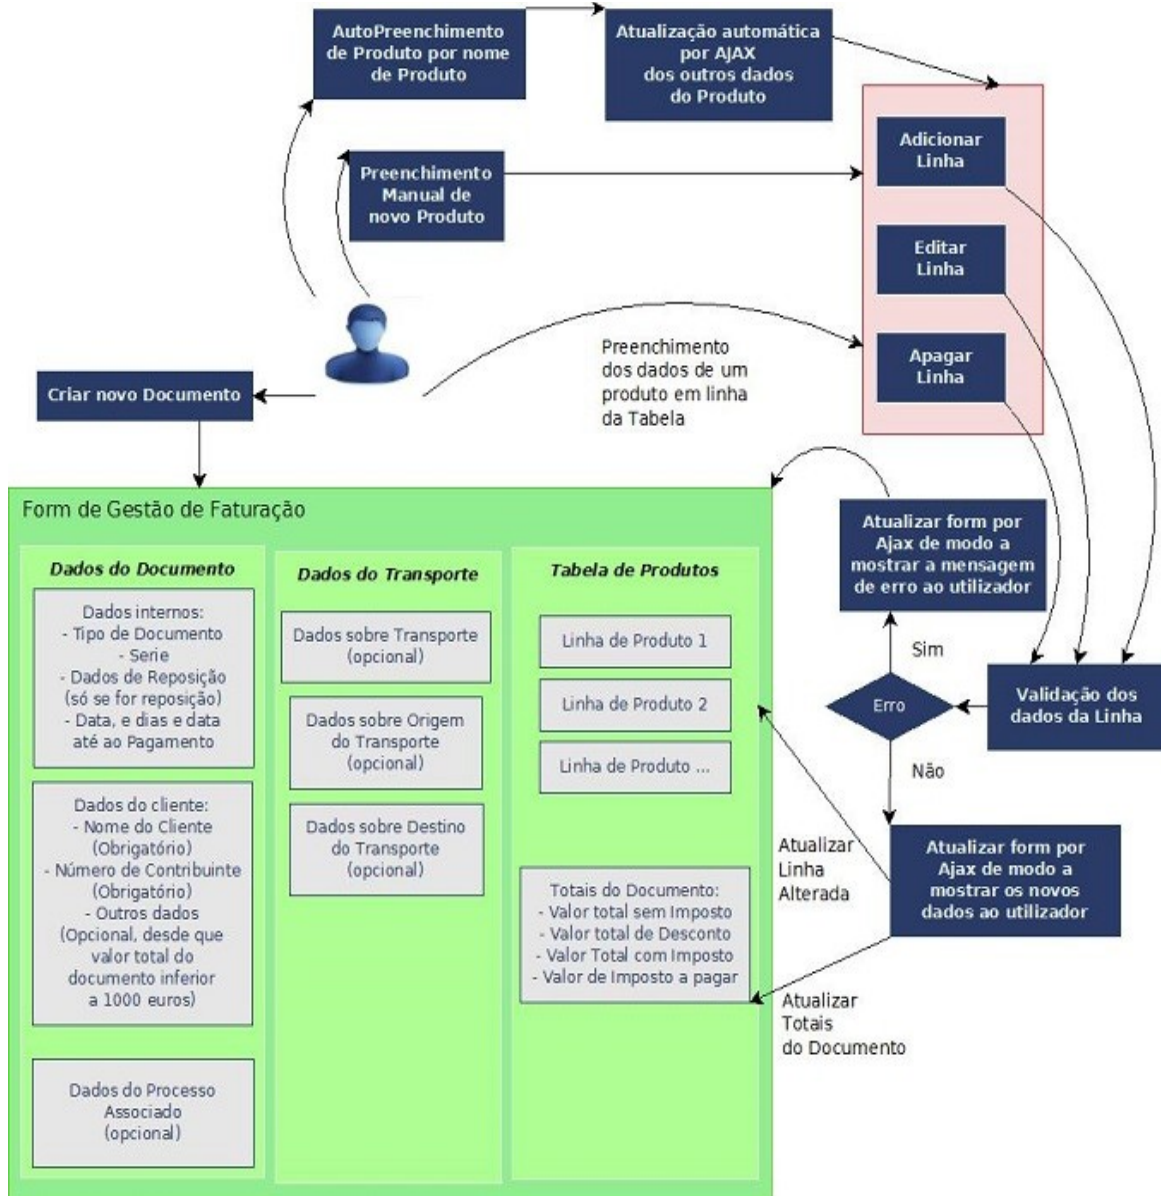 AutoPreenchimento
de Produto por nome
de Produto
Atualização automática
por AJAX
dos outros dados
do Produto
Adicionar
Linha
Preenchimento
Manual de
novo Produto
Editar
Linha
Preenchimento
dos dados de um
produto em linha
da Tabela
Apagar
Linha
Criar novo Documento
Form de Gestão de Faturação
Dados do Documento
Dados internos:
- Tipo de Documento
- Serie
- Dados de Reposição
(só se for reposição)
- Data, e dias e data
até ao Pagamento
Dados do cliente:
- Nome do Cliente
(Obrigatório)
- Número de Contribuinte
(Obrigatório)
- Outros dados
(Opcional, desde que
valor total do
documento inferior
a 1000 euros)
Dados do Processo
Associado
(opcional)
Dados do Transporte
Dados sobre Transporte
(opcional)
Dados sobre Origem
do Transporte
(opcional)
Dados sobre Destino
do Transporte
(opcional)
Tabela de Produtos
Linha de Produto 1
Linha de Produto 2
Linha de Produto ...
Totais do Documento:
- Valor total sem Imposto
- Valor total de Desconto
- Valor Total com Imposto
- Valor de Imposto a pagar
Atualizar form por
Ajax de modo a
mostrar a mensagem
de erro ao utilizador
Sim
Erro
Validação dos
dados da Linha
Não
Atualizar form por
Ajax de modo a
mostrar os novos
dados ao utilizador
Atualizar
Linha
Alterada
Atualizar
Totais
do Documento